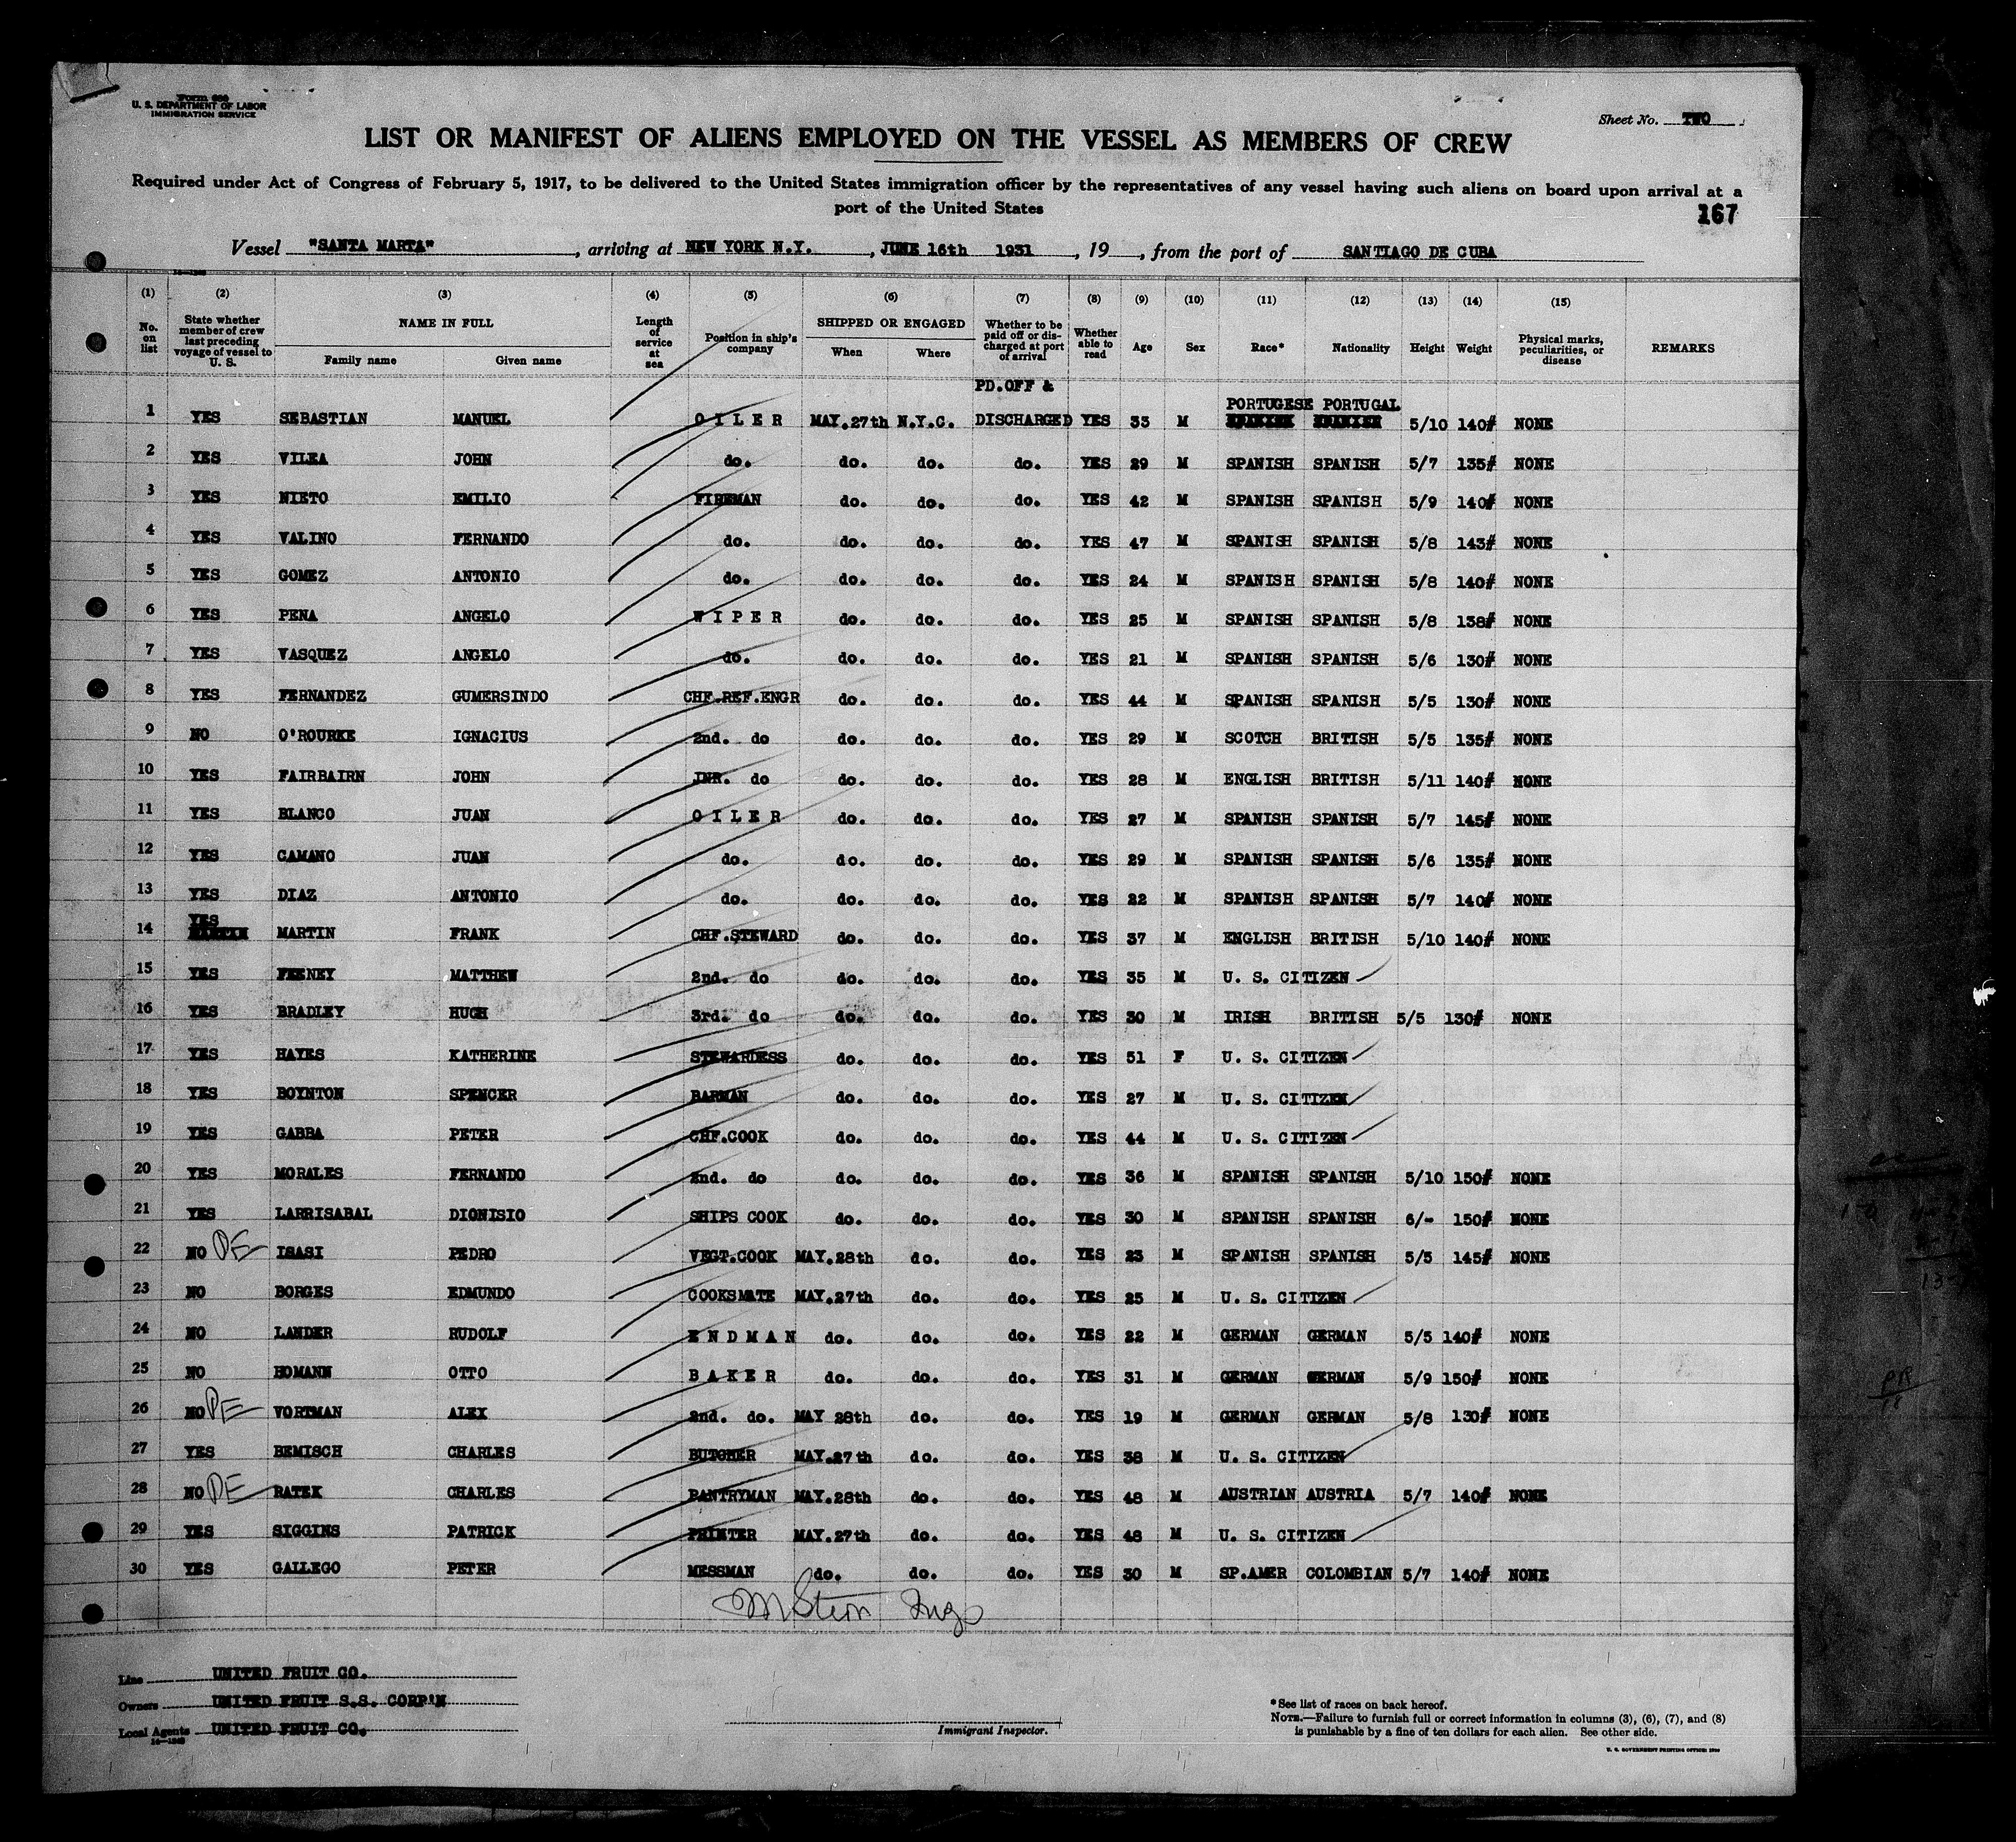 Form 680
U. S. DEPARTMENT OF LABOR
IMMIGRATION SERVICE
Sheet No. TWO
LIST OR MANIFEST OF ALIENS EMPLOYED ON THE VESSEL AS MEMBERS OF CREW
Required under Act of Congress of February 5, 1917, to be delivered to the United States immigration officer by the representatives of any vessel having such aliens on board upon arrival at a
port of the United States
167
Vessel "SANTA MARTA", arriving at NEW YORK N.Y., JUNE 16th 1931, 19, from the port of SANTIAGO DE CUBA
(1) (2) (3) (4) (5) (6) (7) (8) (9) (10) (11) (12) (13) (14) (15)
No. on list State whether member of crew last preceding voyage of vessel to U. S. NAME IN FULL Family name Given name Length of service at sea Position in ship's company SHIPPED OR ENGAGED When Where Whether to be paid off or discharged at port of arrival Whether able to read Age Sex Race* Nationality Height Weight Physical marks, peculiarities, or disease REMARKS
PD.OFF &
PORTUGESE PORTUGAL
1 YES SEBASTIAN MANUEL OILER MAY.27th N.Y.C. DISCHARGED YES 33 M 5/10 140# NONE
2 YES VILEA JOHN do. do. do. do. YES 29 M SPANISH SPANISH 5/7 135# NONE
3 YES NIETO EMILIO FIREMAN do. do. do. YES 42 M SPANISH SPANISH 5/9 140# NONE
4 YES VALINO FERNANDO do. do. do. do. YES 47 M SPANISH SPANISH 5/8 143# NONE
5 YES GOMEZ ANTONIO do. do. do. do. YES 24 M SPANISH SPANISH 5/8 140# NONE
6 YES PENA ANGELO WIPER do. do. do. YES 25 M SPANISH SPANISH 5/8 138# NONE
7 YES VASQUEZ ANGELO do. do. do. do. YES 21 M SPANISH SPANISH 5/6 130# NONE
8 YES FERNANDEZ GUMERSINDO CHF.REF.ENGR do. do. do. YES 44 M SPANISH SPANISH 5/5 130# NONE
9 NO O'ROURKE IGNACIUS 2nd. do do. do. do. YES 29 M SCOTCH BRITISH 5/5 135# NONE
10 YES FAIRBAIRN JOHN JNR. do do. do. do. YES 28 M ENGLISH BRITISH 5/11 140# NONE
11 YES BLANCO JUAN OILER do. do. do. YES 27 M SPANISH SPANISH 5/7 145# NONE
12 YES CAMANO JUAN do. do. do. do. YES 29 M SPANISH SPANISH 5/6 135# NONE
13 YES DIAZ ANTONIO do. do. do. do. YES 22 M SPANISH SPANISH 5/7 140# NONE
14 YES MARTIN FRANK CHF.STEWARD do. do. do. YES 37 M ENGLISH BRITISH 5/10 140# NONE
15 YES FEENEY MATTHEW 2nd. do do. do. do. YES 35 M U. S. CITIZEN
16 YES BRADLEY HUGH 3rd. do do. do. do. YES 30 M IRISH BRITISH 5/5 130# NONE
17 YES HAYES KATHERINE STEWARDESS do. do. do. YES 51 F U. S. CITIZEN
18 YES BOYNTON SPENCER BARMAN do. do. do. YES 27 M U. S. CITIZEN
19 YES GABBA PETER CHF.COOK do. do. do. YES 44 M U. S. CITIZEN
20 YES MORALES FERNANDO 2nd. do do. do. do. YES 36 M SPANISH SPANISH 5/10 150# NONE
21 YES LARRISABAL DIONISIO SHIPS COOK do. do. do. YES 30 M SPANISH SPANISH 6/- 150# NONE
22 NO PE ISASI PEDRO VEGT.COOK MAY.28th do. do. YES 23 M SPANISH SPANISH 5/5 145# NONE
23 NO BORGES EDMUNDO COOKSMATE MAY.27th do. do. YES 25 M U. S. CITIZEN
24 NO LANDER RUDOLF ENDMAN do. do. do. YES 22 M GERMAN GERMAN 5/5 140# NONE
25 NO HOMANN OTTO BAKER do. do. do. YES 31 M GERMAN GERMAN 5/9 150# NONE
26 NO PE VORTMAN ALEX 2nd. do. MAY 28th do. do. YES 19 M GERMAN GERMAN 5/8 130# NONE
27 YES BEMISCH CHARLES BUTCHER MAY.27th do. do. YES 38 M U. S. CITIZEN
28 NO PE RATEK CHARLES PANTRYMAN MAY.28th do. do. YES 48 M AUSTRIAN AUSTRIA 5/7 140# NONE
29 YES SIGGINS PATRICK PRINTER MAY.27th do. do. YES 48 M U. S. CITIZEN
30 YES GALLEGO PETER MESSMAN do. do. do. YES 30 M SP.AMER COLOMBIAN 5/7 140# NONE
Line UNITED FRUIT CO.
Owners UNITED FRUIT S.S. CORP'N
Local Agents UNITED FRUIT CO.
Immigrant Inspector.
*See list of races on back hereof.
NOTE.—Failure to furnish full or correct information in columns (3), (6), (7), and (8)
is punishable by a fine of ten dollars for each alien. See other side.
U. S. GOVERNMENT PRINTING OFFICE: 1930